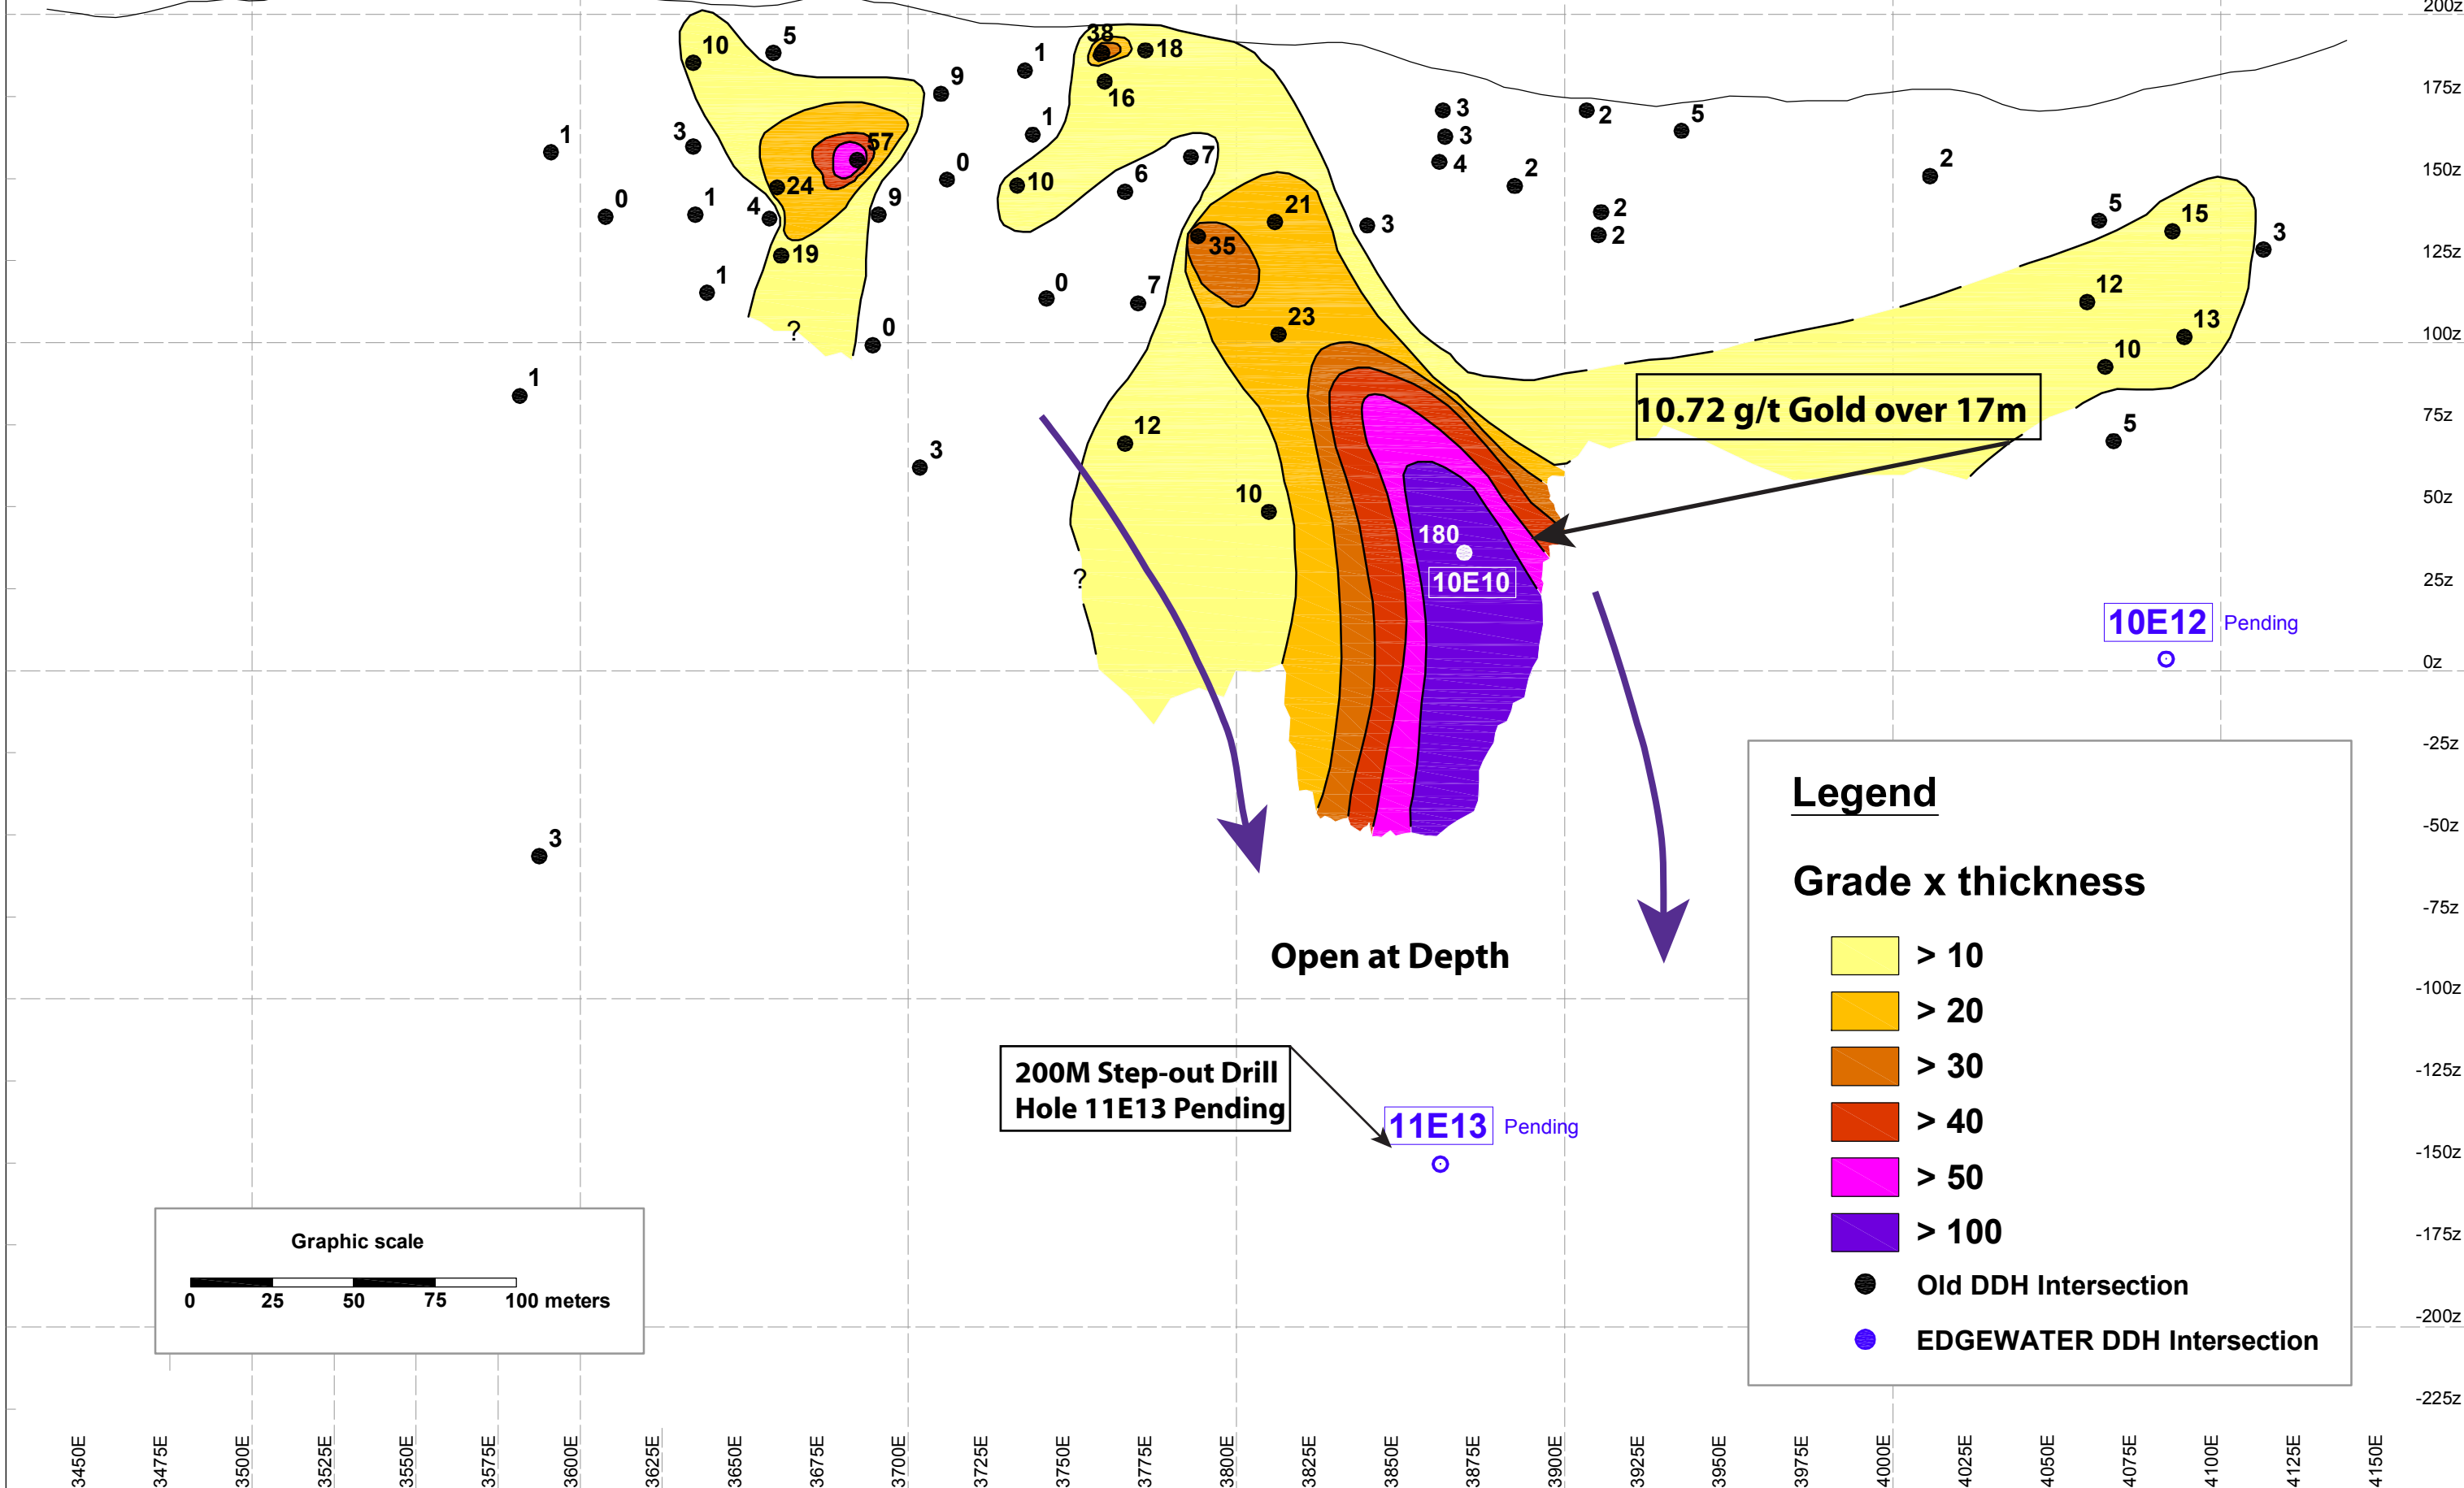 200z
38
5
18
10
1
9
175z
16
3
2
5
1
3
1
3
57
7
4
2
2
0
150z
6
24
10
0
1
4
9
21
2
5
15
3
35
2
3
19
125z
1
0
7
12
23
13
?
0
100z
10
1
10.72 g/t Gold over 17m
75z
12
5
3
10
50z
180
?
10E10
25z
10E12 Pending
0z
-25z
Legend
3
-50z
Grade x thickness
-75z
Open at Depth
> 10
-100z
> 20
200M Step-out Drill
Hole 11E13 Pending
> 30
-125z
11E13 Pending
> 40
-150z
> 50
> 100
-175z
Graphic scale
Old DDH Intersection
0 25 50 75 100 meters
-200z
EDGEWATER DDH Intersection
-225z
3450E
3475E
3500E
3525E
3550E
3575E
3600E
3625E
3650E
3675E
3700E
3725E
3750E
3775E
3800E
3825E
3850E
3875E
3900E
3925E
3950E
3975E
4000E
4025E
4050E
4075E
4100E
4125E
4150E